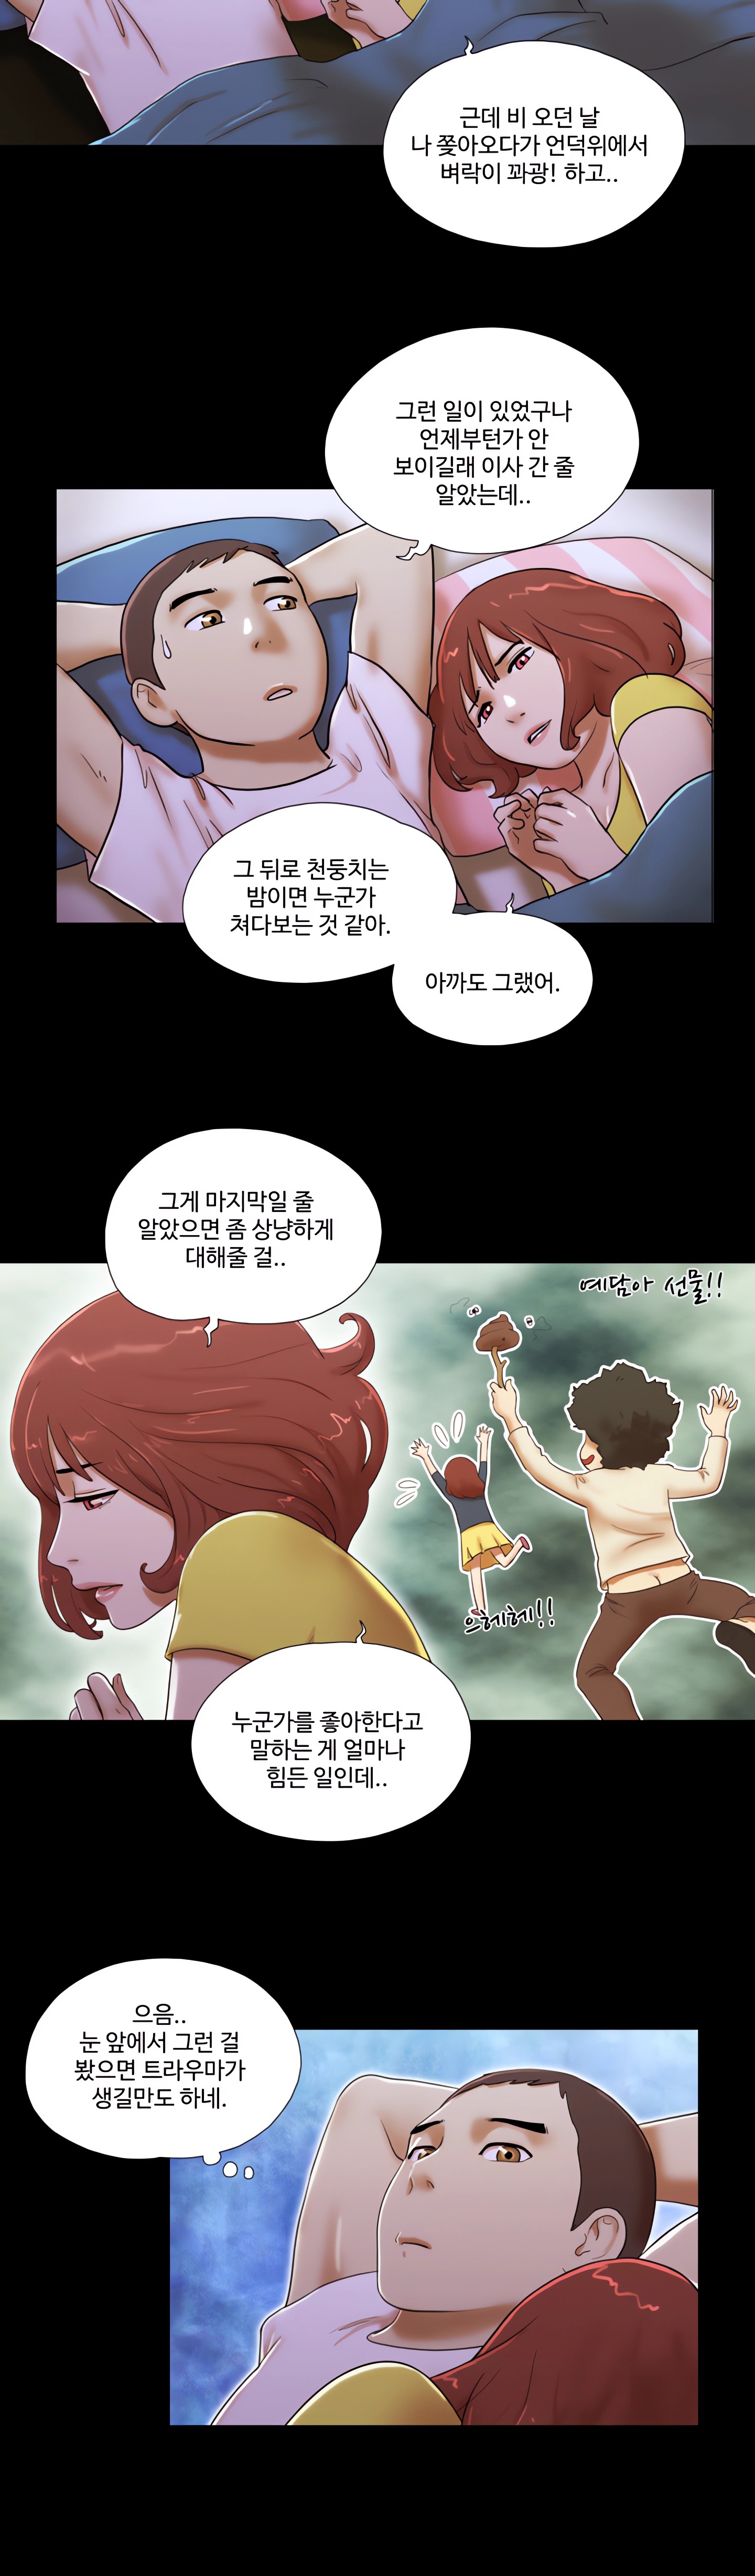 근데 비 오던 날
나 쫒아오다가 언덕위에서
벼락이 꽈광! 하고..
그런 일이 있었구나
언제부턴가 안
보이길래 이사 간 줄
알았는데..
그 뒤로 천둥치는
밤이면 누군가
쳐다보는 것 같아.
아까도 그랬어.
그게 마지막일 줄
알았으면 좀 상냥하게
대해줄 걸..
예담아 선물!!
으헤헤!!
누군가를 좋아한다고
말하는 게 얼마나
힘든 일인데..
으음..
눈 앞에서 그런 걸
봤으면 트라우마가
생길만도 하네.